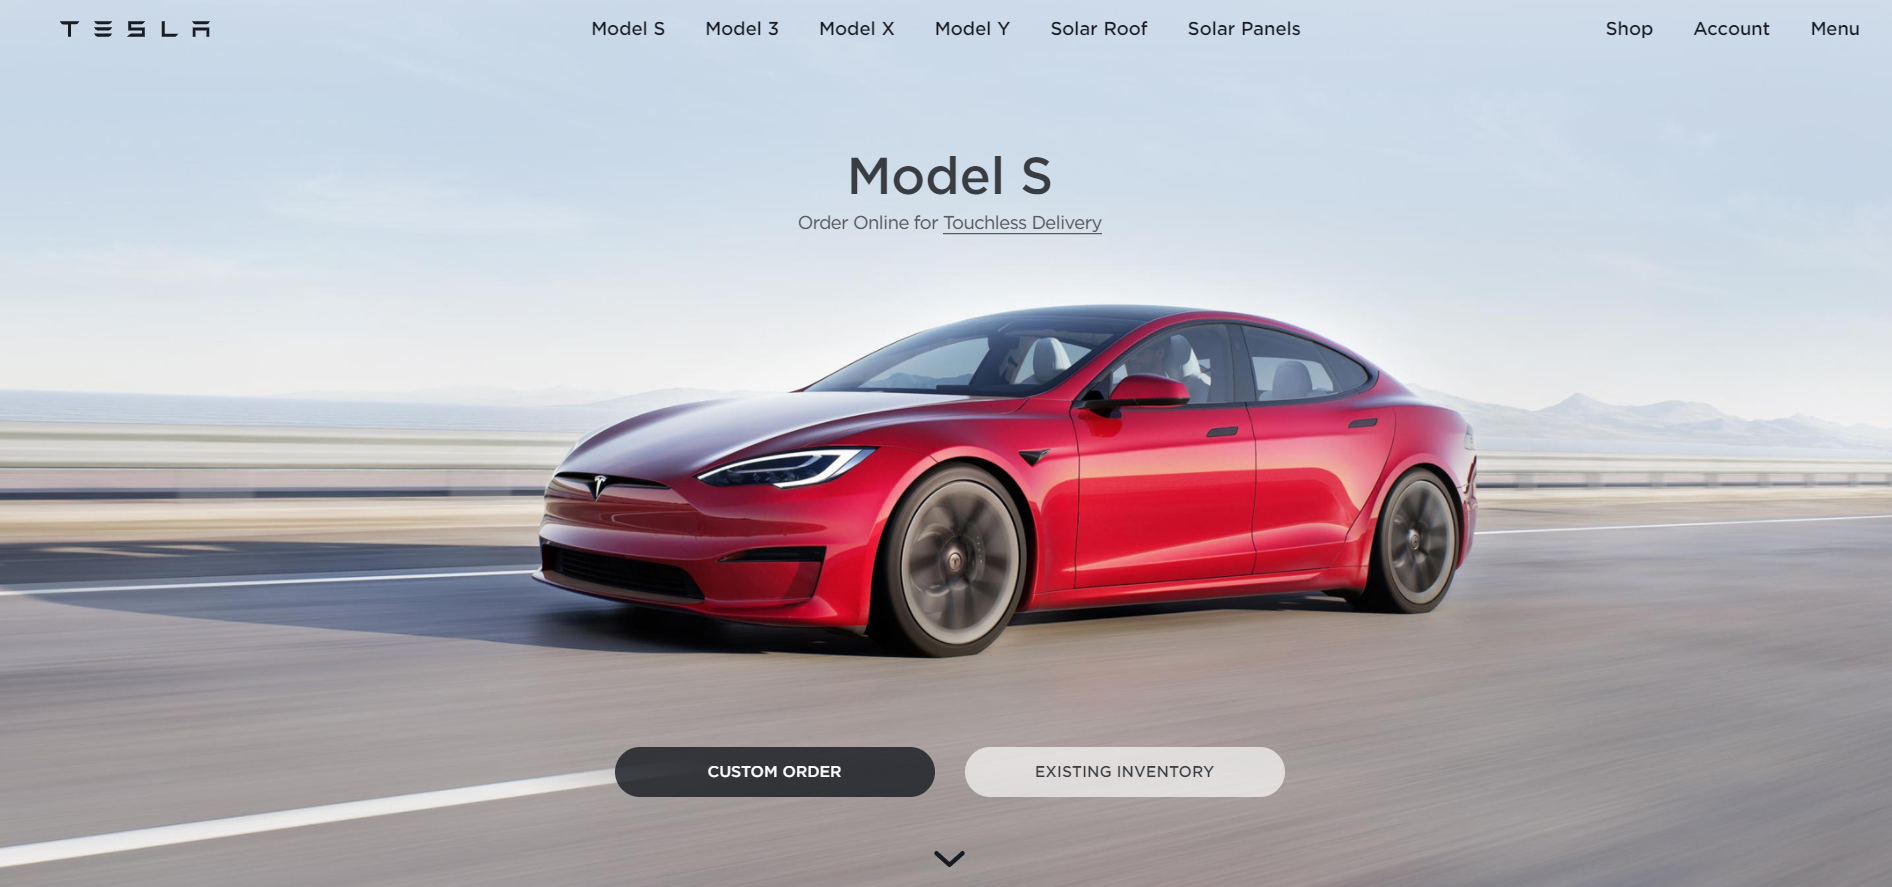 TESLA
Model S Model 3 Model X Model Y Solar Roof Solar Panels
Shop Account Menu
Model S
Order Online for Touchless Delivery
CUSTOM ORDER
EXISTING INVENTORY